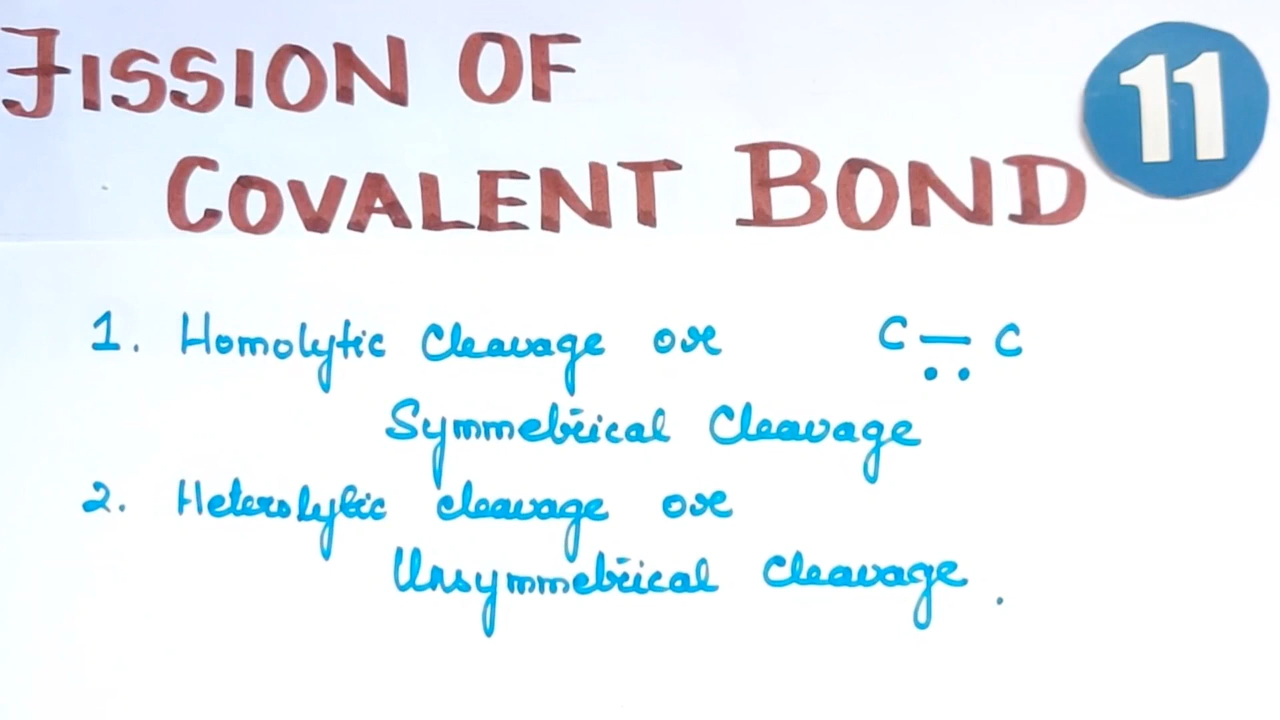 FISSION OF
11
COVALENT BOND
1. Homolytic Cleavage or C — C
Symmetrical Cleavage
2. Heterolytic cleavage or
Unsymmetrical Cleavage.